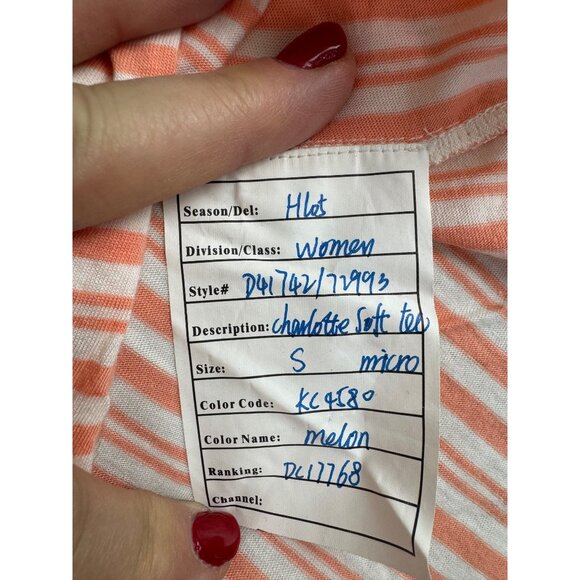 Season/Del: Hlot
Division/Class: Women
Style# D41742/72993
Description: charlotte Soft tee
Size: S micro
Color Code: KC4580
Color Name: melon
Ranking: DC17768
Channel: